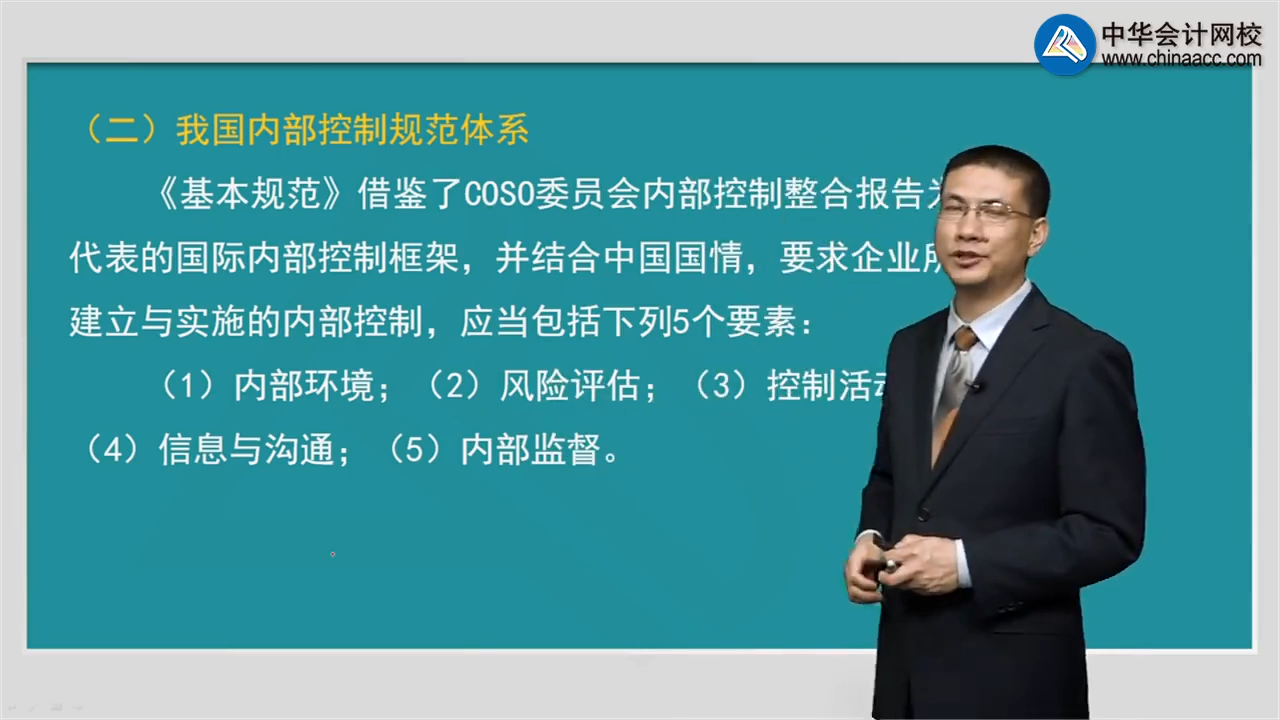 中华会计网校
www.chinaacc.com
（二）我国内部控制规范体系
《基本规范》借鉴了COSO委员会内部控制整合报告
代表的国际内部控制框架，并结合中国国情，要求企业
建立与实施的内部控制，应当包括下列5个要素：
（1）内部环境；（2）风险评估；（3）控制活
（4）信息与沟通；（5）内部监督。